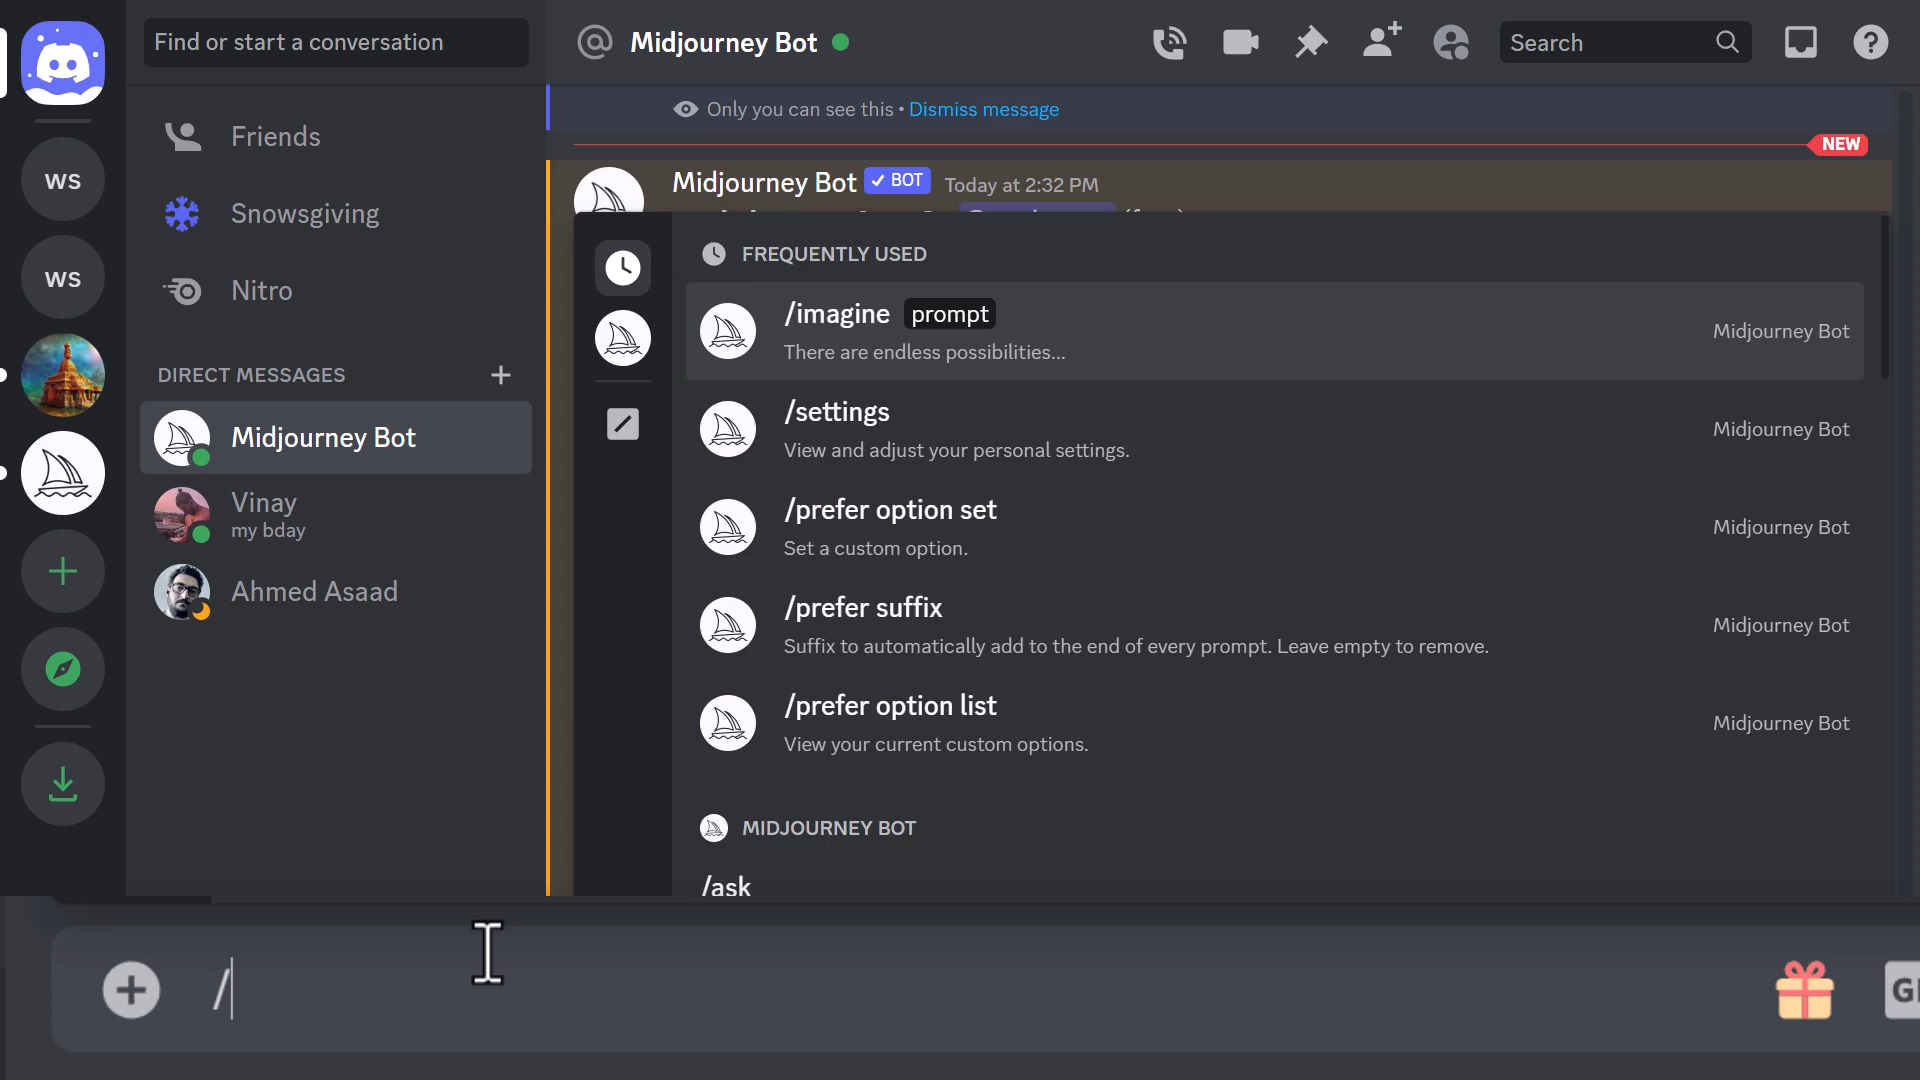 Find or start a conversation
Midjourney Bot
Search
Only you can see this • Dismiss message
NEW
Friends
Snowsgiving
Nitro
DIRECT MESSAGES
Midjourney Bot
Vinay
my bday
Ahmed Asaad
WS
WS
Midjourney Bot BOT Today at 2:32 PM
FREQUENTLY USED
/imagine prompt
There are endless possibilities...
Midjourney Bot
/settings
View and adjust your personal settings.
Midjourney Bot
/prefer option set
Set a custom option.
Midjourney Bot
/prefer suffix
Suffix to automatically add to the end of every prompt. Leave empty to remove.
Midjourney Bot
/prefer option list
View your current custom options.
Midjourney Bot
MIDJOURNEY BOT
/ask
/